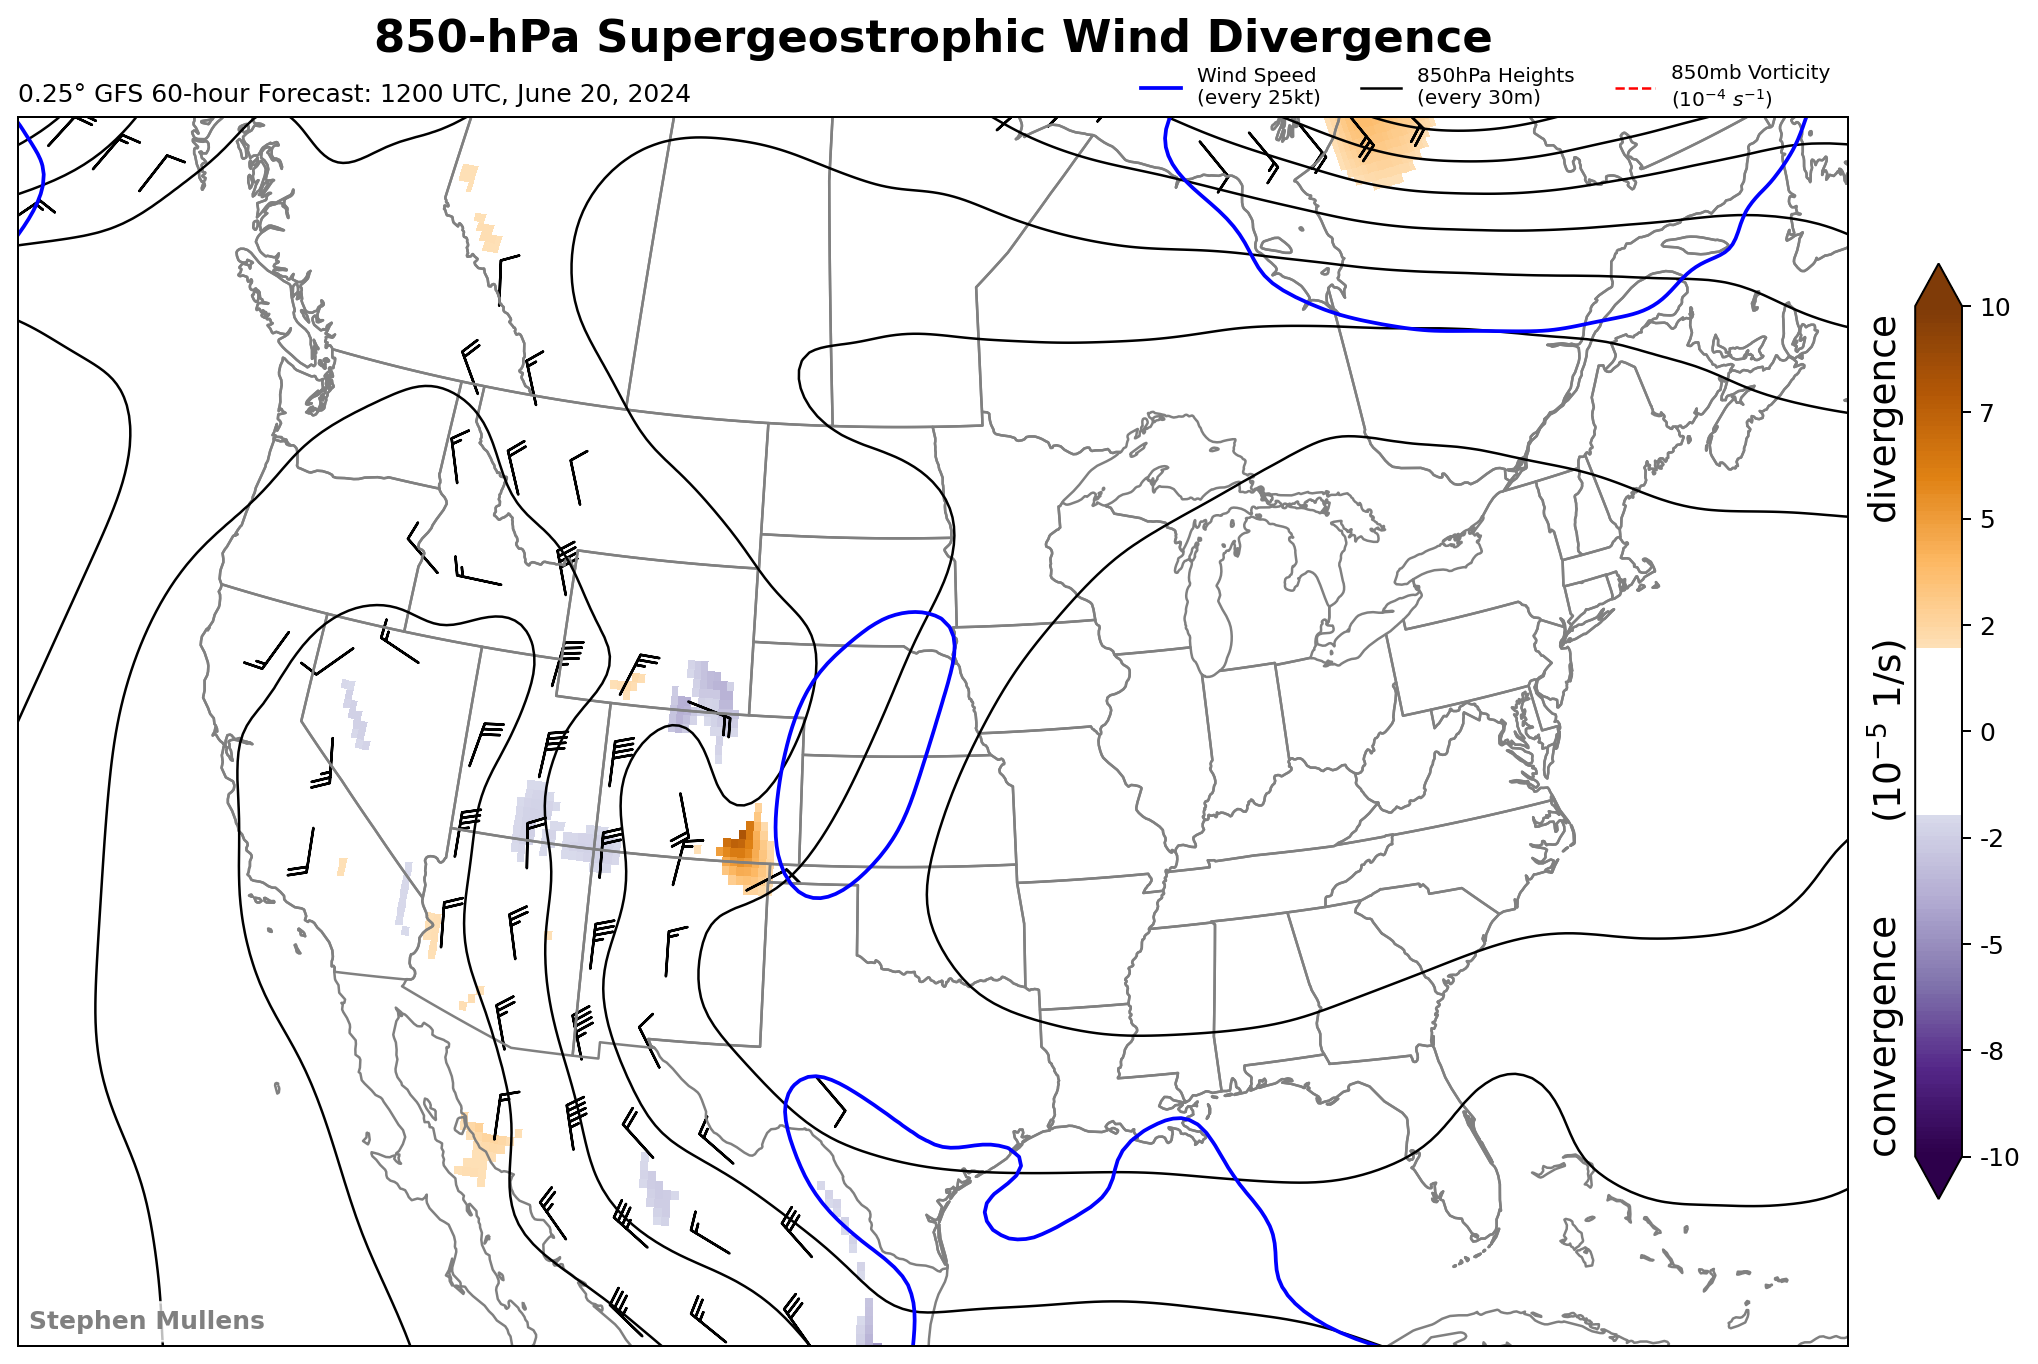 850-hPa Supergeostrophic Wind Divergence
0.25° GFS 60-hour Forecast: 1200 UTC, June 20, 2024
Wind Speed
(every 25kt)
850hPa Heights
(every 30m)
850mb Vorticity
(10⁻⁴ s⁻¹)
10
7
5
2
0
-2
-5
-8
-10
convergence (10⁻⁵ 1/s) divergence
Stephen Mullens